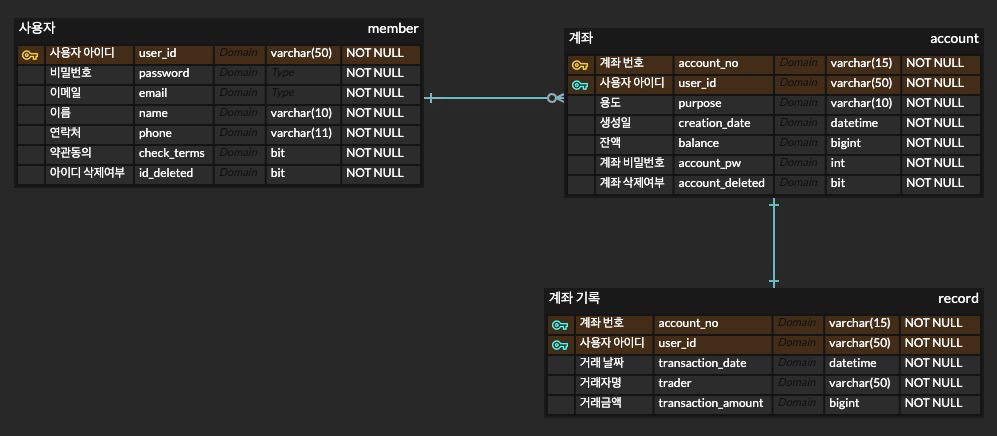 사용자 member
사용자 아이디 user_id Domain varchar(50) NOT NULL
비밀번호 password Domain Type NOT NULL
이메일 email Domain Type NOT NULL
이름 name Domain varchar(10) NOT NULL
연락처 phone Domain varchar(11) NOT NULL
약관동의 check_terms Domain bit NOT NULL
아이디 삭제여부 id_deleted Domain bit NOT NULL
계좌 account
계좌 번호 account_no Domain varchar(15) NOT NULL
사용자 아이디 user_id Domain varchar(50) NOT NULL
용도 purpose Domain varchar(10) NOT NULL
생성일 creation_date Domain datetime NOT NULL
잔액 balance Domain bigint NOT NULL
계좌 비밀번호 account_pw Domain int NOT NULL
계좌 삭제여부 account_deleted Domain bit NOT NULL
계좌 기록 record
계좌 번호 account_no Domain varchar(15) NOT NULL
사용자 아이디 user_id Domain varchar(50) NOT NULL
거래 날짜 transaction_date Domain datetime NOT NULL
거래자명 trader Domain varchar(50) NOT NULL
거래금액 transaction_amount Domain bigint NOT NULL